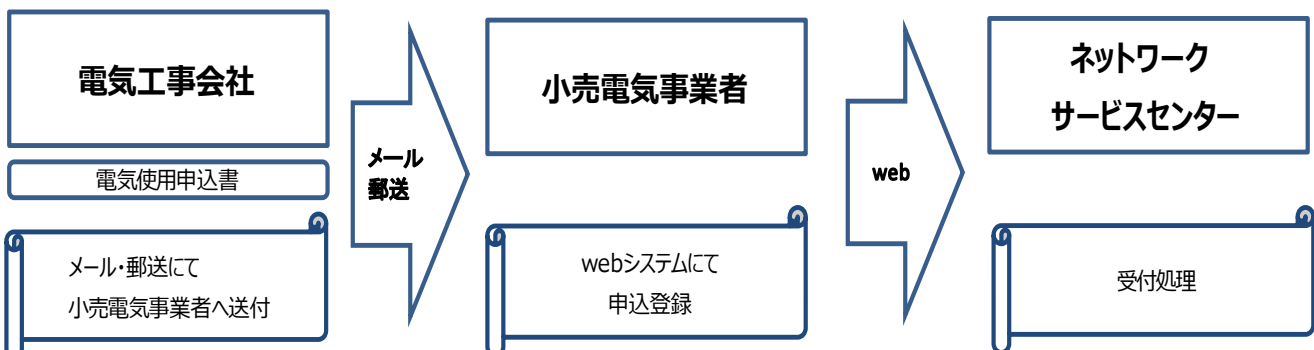 電気工事会社
電気使用申込書
メール・郵送にて
小売電気事業者へ送付
メール
郵送
小売電気事業者
webシステムにて
申込登録
web
ネットワーク
サービスセンター
受付処理